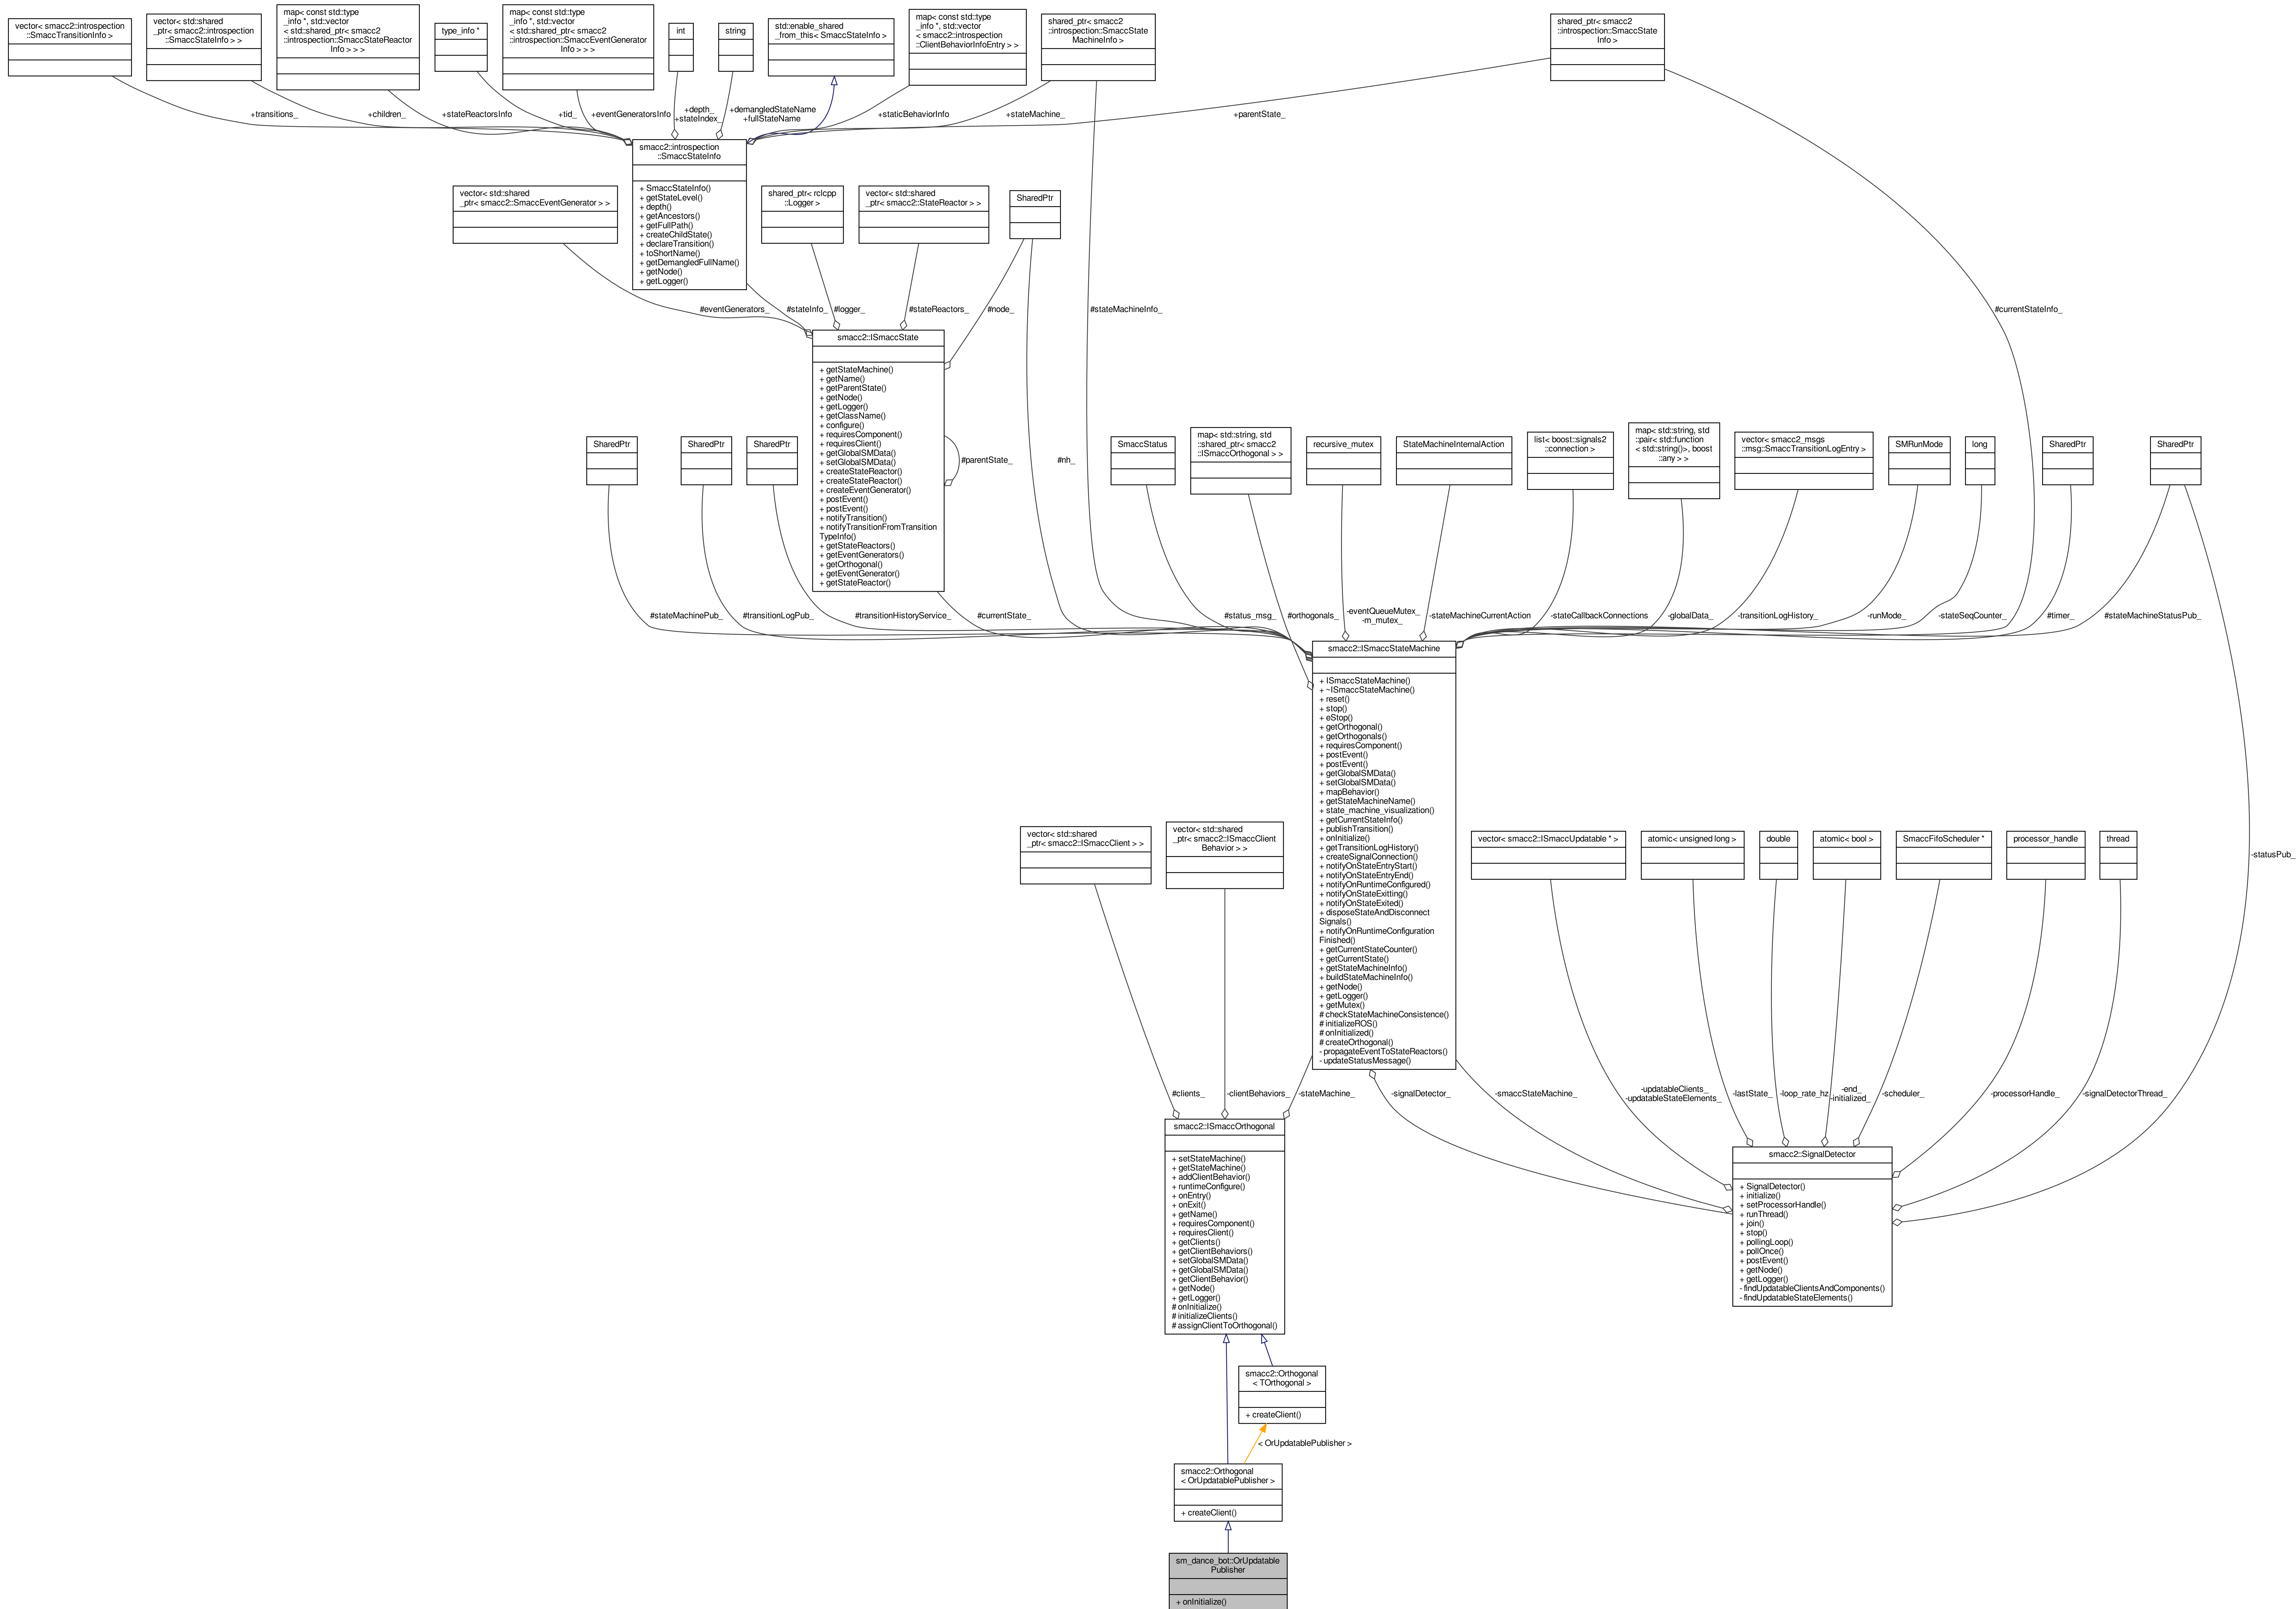 vector< smacc2::introspection
::SmaccTransitionInfo >
vector< std::shared
_ptr< smacc2::introspection
::SmaccStateInfo > >
map< const std::type
_info *, std::vector
< std::shared_ptr< smacc2
::introspection::SmaccStateReactor
Info > > >
type_info *
map< const std::type
_info *, std::vector
< std::shared_ptr< smacc2
::introspection::SmaccEventGenerator
Info > > >
int
string
std::enable_shared
_from_this< SmaccStateInfo >
map< const std::type
_info *, std::vector
< smacc2::introspection
::ClientBehaviorInfoEntry > >
shared_ptr< smacc2
::introspection::SmaccState
MachineInfo >
shared_ptr< smacc2
::introspection::SmaccState
Info >
+transitions_
+children_
+stateReactorsInfo
+tid_
+eventGeneratorsInfo
+depth_
+stateIndex_
+demangledStateName
+fullStateName
+staticBehaviorInfo
+stateMachine_
+parentState_
smacc2::introspection
::SmaccStateInfo
+ SmaccStateInfo()
+ getStateLevel()
+ depth()
+ getAncestors()
+ getFullPath()
+ createChildState()
+ declareTransition()
+ toShortName()
+ getDemangledFullName()
+ getNode()
+ getLogger()
vector< std::shared
_ptr< smacc2::SmaccEventGenerator > >
shared_ptr< rclcpp
::Logger >
vector< std::shared
_ptr< smacc2::StateReactor > >
SharedPtr
#eventGenerators_
#stateInfo_
#logger_
#stateReactors_
#node_
#stateMachineInfo_
#currentStateInfo_
smacc2::ISmaccState
+ getStateMachine()
+ getName()
+ getParentState()
+ getNode()
+ getLogger()
+ getClassName()
+ configure()
+ requiresComponent()
+ requiresClient()
+ getGlobalSMData()
+ setGlobalSMData()
+ createStateReactor()
+ createStateReactor()
+ createEventGenerator()
+ postEvent()
+ postEvent()
+ notifyTransition()
+ notifyTransitionFromTransition
TypeInfo()
+ getStateReactors()
+ getEventGenerators()
+ getOrthogonal()
+ getEventGenerator()
+ getStateReactor()
#parentState_
#nh_
SharedPtr
SharedPtr
SharedPtr
SmaccStatus
map< std::string, std
::shared_ptr< smacc2
::ISmaccOrthogonal > >
recursive_mutex
StateMachineInternalAction
list< boost::signals2
::connection >
map< std::string, std
::pair< std::function
< std::string()>, boost
::any > >
vector< smacc2_msgs
::msg::SmaccTransitionLogEntry >
SMRunMode
long
SharedPtr
SharedPtr
#stateMachinePub_
#transitionLogPub_
#transitionHistoryService_
#currentState_
#status_msg_
#orthogonals_
-eventQueueMutex_
-m_mutex_
-stateMachineCurrentAction
-stateCallbackConnections
-globalData_
-transitionLogHistory_
-runMode_
-stateSeqCounter_
#timer_
#stateMachineStatusPub_
smacc2::ISmaccStateMachine
+ ISmaccStateMachine()
+ ~ISmaccStateMachine()
+ reset()
+ stop()
+ eStop()
+ getOrthogonal()
+ getOrthogonals()
+ requiresComponent()
+ postEvent()
+ postEvent()
+ getGlobalSMData()
+ setGlobalSMData()
+ mapBehavior()
+ getStateMachineName()
+ state_machine_visualization()
+ getCurrentStateInfo()
+ publishTransition()
+ onInitialize()
+ getTransitionLogHistory()
+ createSignalConnection()
+ notifyOnStateEntryStart()
+ notifyOnStateEntryEnd()
+ notifyOnRuntimeConfigured()
+ notifyOnStateExitting()
+ notifyOnStateExited()
+ disposeStateAndDisconnect
Signals()
+ notifyOnRuntimeConfiguration
Finished()
+ getCurrentStateCounter()
+ getCurrentState()
+ getStateMachineInfo()
+ buildStateMachineInfo()
+ getNode()
+ getLogger()
+ getMutex()
# checkStateMachineConsistence()
# initializeROS()
# onInitialized()
# createOrthogonal()
- propagateEventToStateReactors()
- updateStatusMessage()
vector< std::shared
_ptr< smacc2::ISmaccClient > >
vector< std::shared
_ptr< smacc2::ISmaccClient
Behavior > >
vector< smacc2::ISmaccUpdatable * >
atomic< unsigned long >
double
atomic< bool >
SmaccFifoScheduler *
processor_handle
thread
-statusPub_
#clients_
-clientBehaviors_
-stateMachine_
-signalDetector_
-smaccStateMachine_
-updatableClients_
-updatableStateElements_
-lastState_
-loop_rate_hz
-end_
-initialized_
-scheduler_
-processorHandle_
-signalDetectorThread_
smacc2::ISmaccOrthogonal
+ setStateMachine()
+ getStateMachine()
+ addClientBehavior()
+ runtimeConfigure()
+ onEntry()
+ onExit()
+ getName()
+ requiresComponent()
+ requiresClient()
+ getClients()
+ getClientBehaviors()
+ setGlobalSMData()
+ getGlobalSMData()
+ getClientBehavior()
+ getNode()
+ getLogger()
# onInitialize()
# initializeClients()
# assignClientToOrthogonal()
smacc2::SignalDetector
+ SignalDetector()
+ initialize()
+ setProcessorHandle()
+ runThread()
+ join()
+ stop()
+ pollingLoop()
+ pollOnce()
+ postEvent()
+ getNode()
+ getLogger()
- findUpdatableClientsAndComponents()
- findUpdatableStateElements()
smacc2::Orthogonal
< TOrthogonal >
+ createClient()
< OrUpdatablePublisher >
smacc2::Orthogonal
< OrUpdatablePublisher >
+ createClient()
sm_dance_bot::OrUpdatable
Publisher
+ onInitialize()